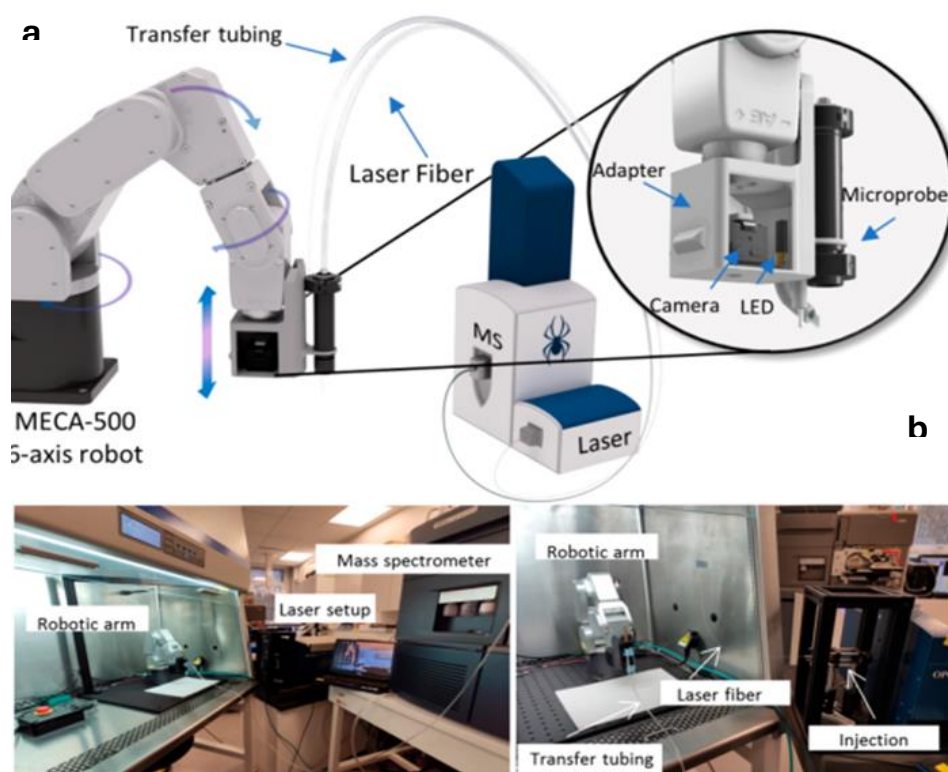 a
Transfer tubing
Laser Fiber
Adapter
Microprobe
Camera
LED
MS
Laser
MECA-500
6-axis robot
b
Mass spectrometer
Laser setup
Robotic arm
Robotic arm
Laser fiber
Transfer tubing
Injection